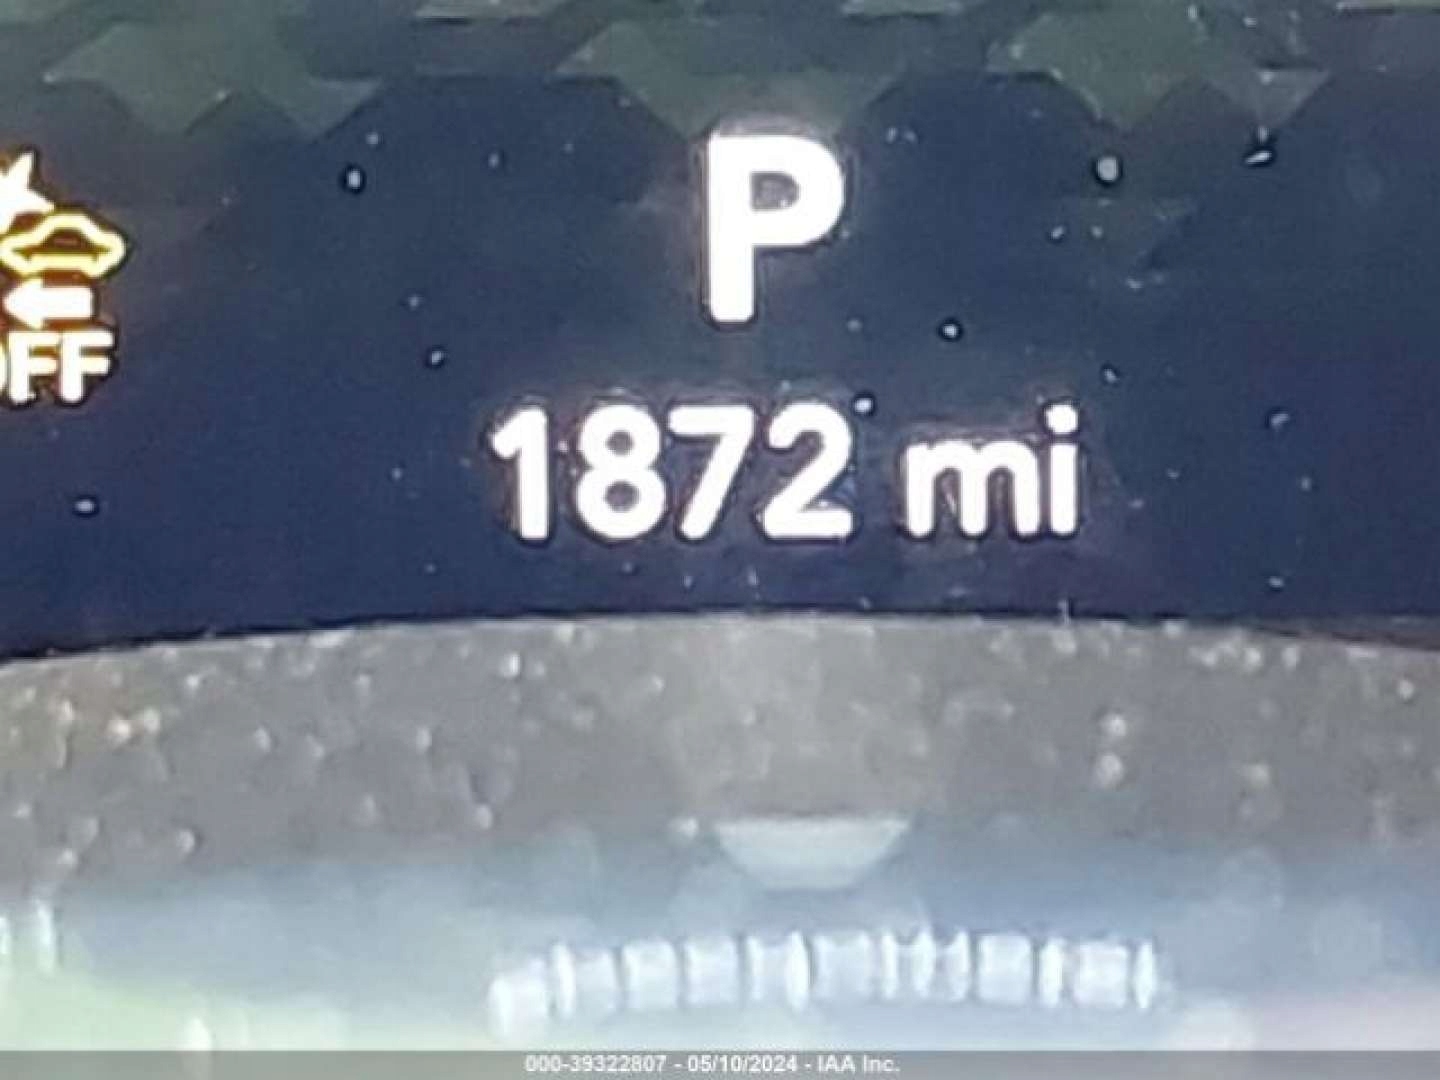 P
OFF
1872 mi
000-39322807 - 05/10/2024 - IAA Inc.